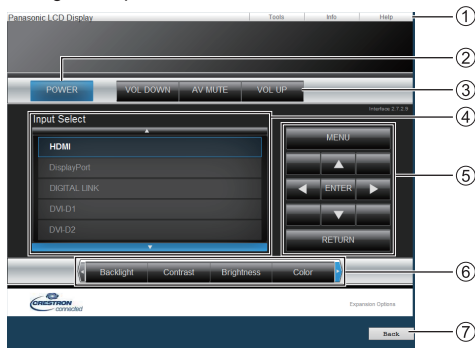 Panasonic LCD Display Tools Info Help
①
②
POWER VOL DOWN AV MUTE VOL UP
③
Interface 2.7.2.9
④
Input Select
HDMI
DisplayPort
DIGITAL LINK
DVI-D1
DVI-D2
MENU
ENTER
RETURN
⑤
Backlight Contrast Brightness Color
⑥
CRESTRON
connected
Expansion Options
Back
⑦